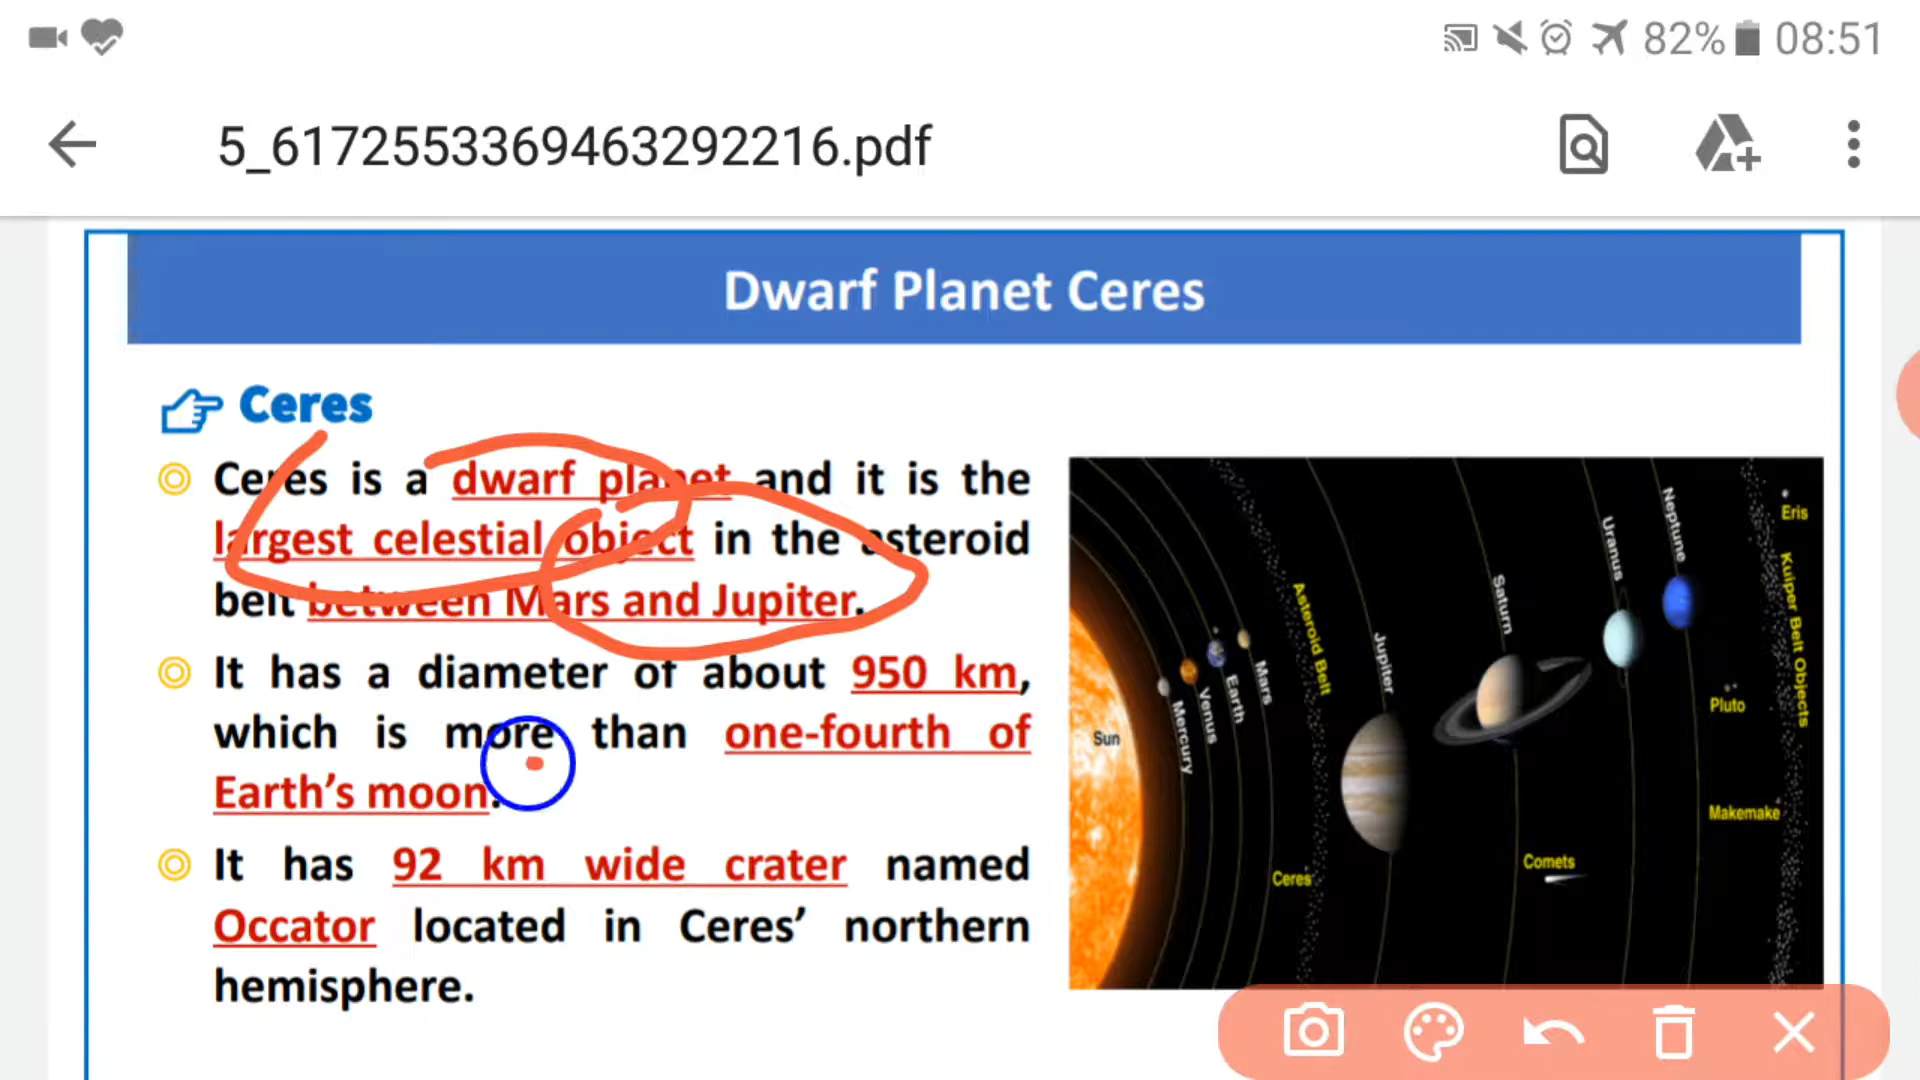 82% 08:51
5_6172553369463292216.pdf
Dwarf Planet Ceres
Ceres
Ceres is a dwarf planet and it is the
largest celestial object in the asteroid
belt between Mars and Jupiter.
It has a diameter of about 950 km,
which is more than one-fourth of
Earth’s moon.
It has 92 km wide crater named
Occator located in Ceres’ northern
hemisphere.
Sun
Mercury
Venus
Earth
Mars
Asteroid Belt
Ceres
Jupiter
Saturn
Comets
Uranus
Neptune
Eris
Kuiper Belt Objects
Pluto
Makemake